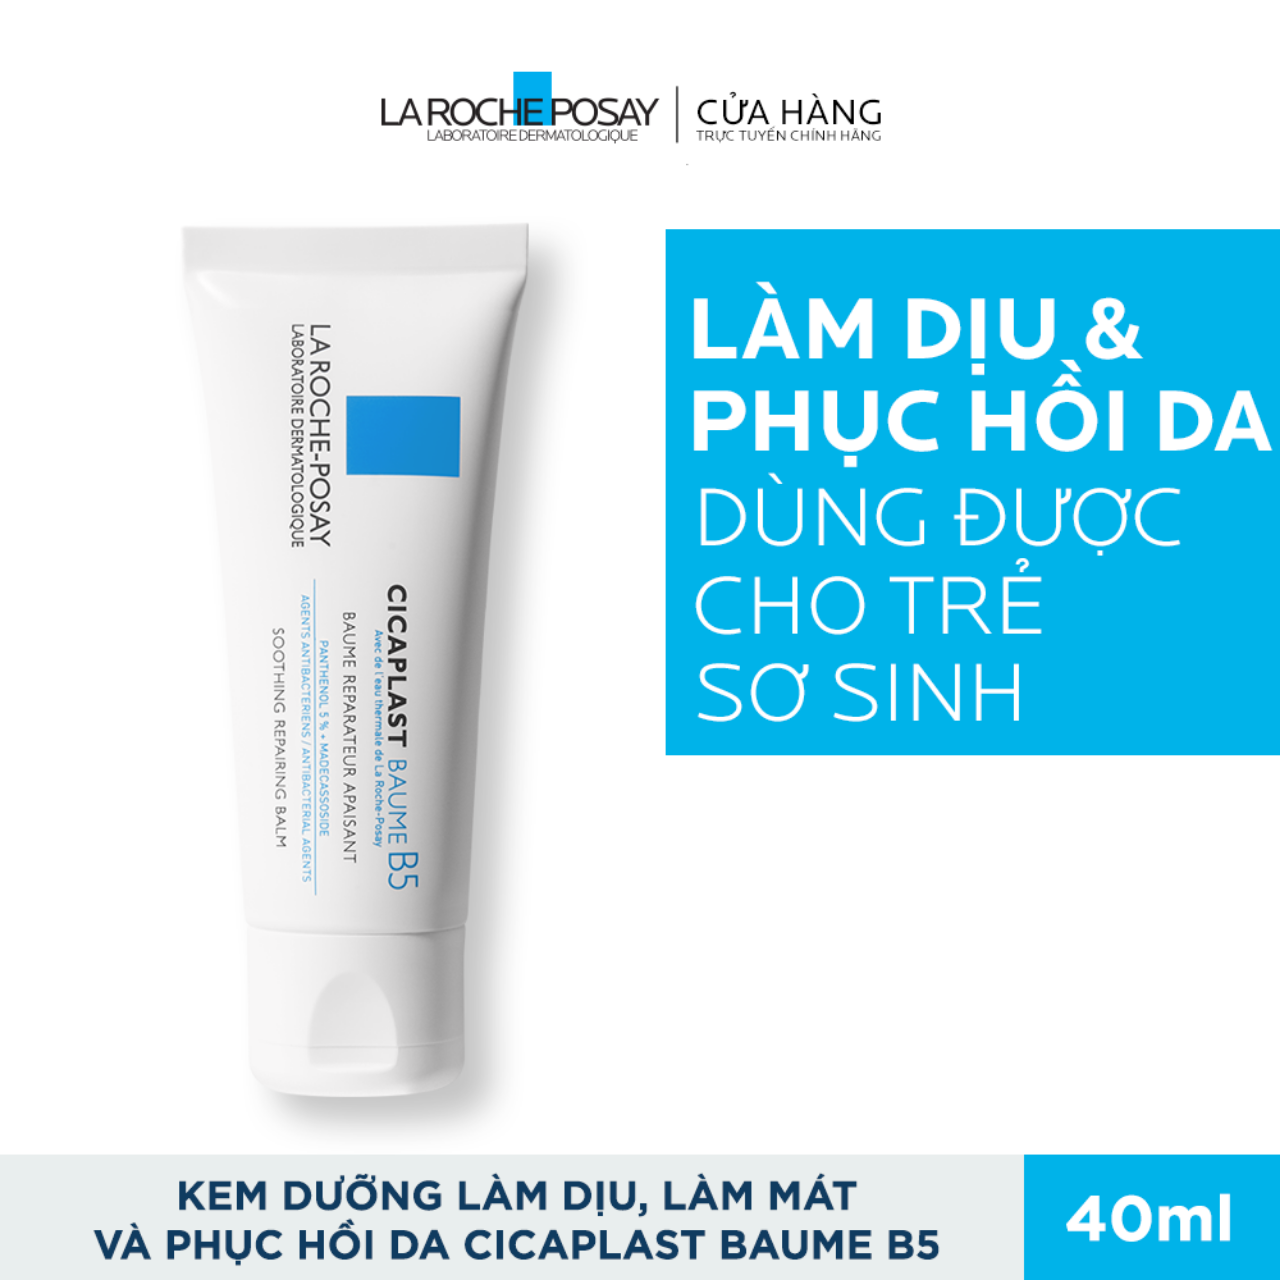 LA ROCHE POSAY
LABORATOIRE DERMATOLOGIQUE
CỬA HÀNG
TRỰC TUYẾN CHÍNH HÃNG
LA ROCHE-POSAY
LABORATOIRE DERMATOLOGIQUE
CICAPLAST BAUME B5
Avec de l'eau thermale de La Roche-Posay
BAUME REPARATEUR APAISANT
PANTHENOL 5 % + MADECASSOSIDE
AGENTS ANTIBACTERIENS / ANTIBACTERIAL AGENTS
SOOTHING REPAIRING BALM
LÀM DỊU &
PHỤC HỒI DA
DÙNG ĐƯỢC
CHO TRẺ
SƠ SINH
KEM DƯỠNG LÀM DỊU, LÀM MÁT
VÀ PHỤC HỒI DA CICAPLAST BAUME B5
40ml